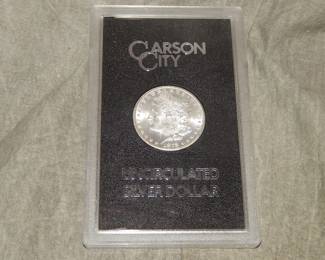 CARSON
CITY
UNCIRCULATED
SILVER DOLLAR